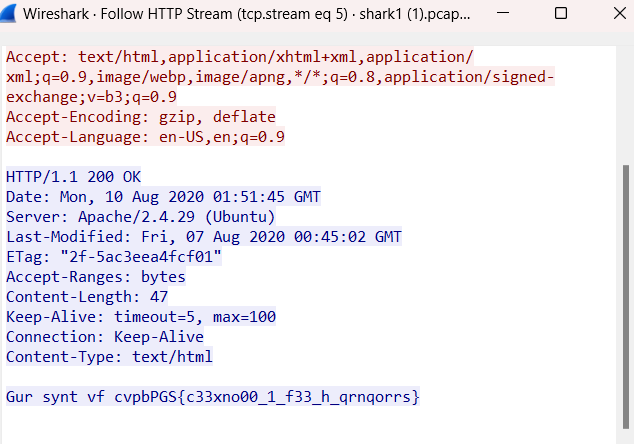 Wireshark · Follow HTTP Stream (tcp.stream eq 5) · shark1 (1).pcap...
Accept: text/html,application/xhtml+xml,application/
xml;q=0.9,image/webp,image/apng,*/*;q=0.8,application/signed-
exchange;v=b3;q=0.9
Accept-Encoding: gzip, deflate
Accept-Language: en-US,en;q=0.9
HTTP/1.1 200 OK
Date: Mon, 10 Aug 2020 01:51:45 GMT
Server: Apache/2.4.29 (Ubuntu)
Last-Modified: Fri, 07 Aug 2020 00:45:02 GMT
ETag: "2f-5ac3eea4fcf01"
Accept-Ranges: bytes
Content-Length: 47
Keep-Alive: timeout=5, max=100
Connection: Keep-Alive
Content-Type: text/html
Gur synt vf cvpbPGS{c33xno00_1_f33_h_qrnqorrs}